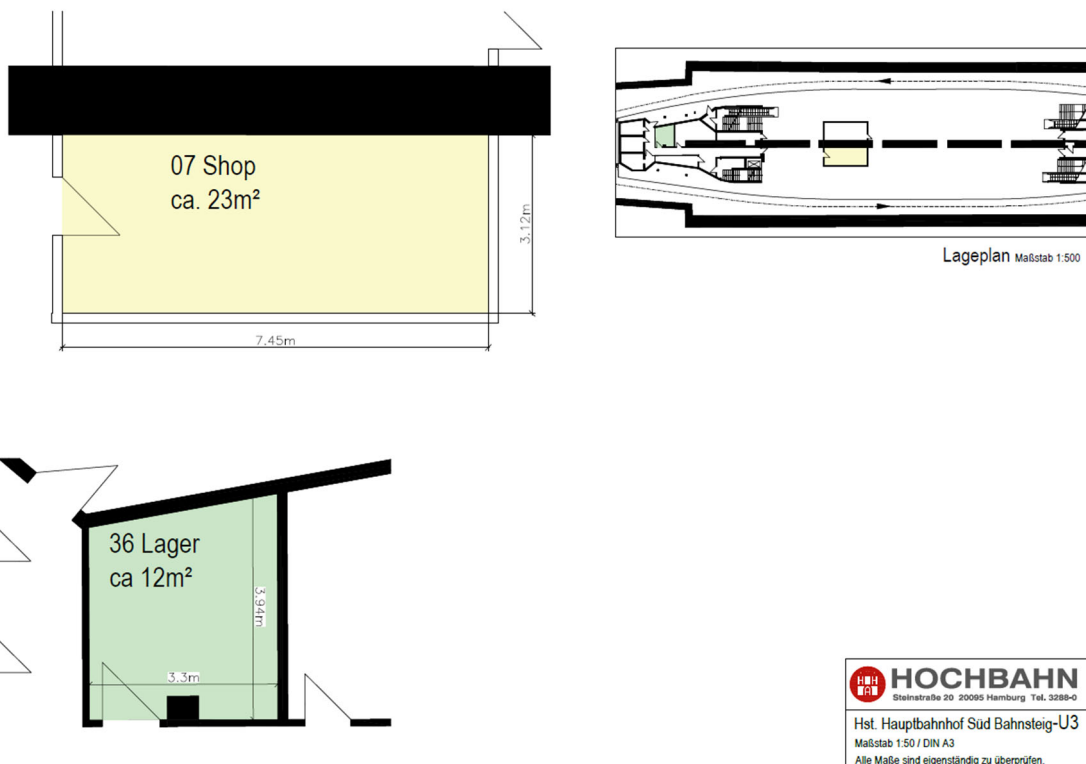 07 Shop
ca. 23m²
3.12m
7.45m
Lageplan Maßstab 1:500
36 Lager
ca 12m²
3.94m
3.3m
HOCHBAHN
Steinstraße 20 20095 Hamburg Tel. 3288-0
Hst. Hauptbahnhof Süd Bahnsteig-U3
Maßstab 1:50 / DIN A3
Alle Maße sind eigenständig zu überprüfen.